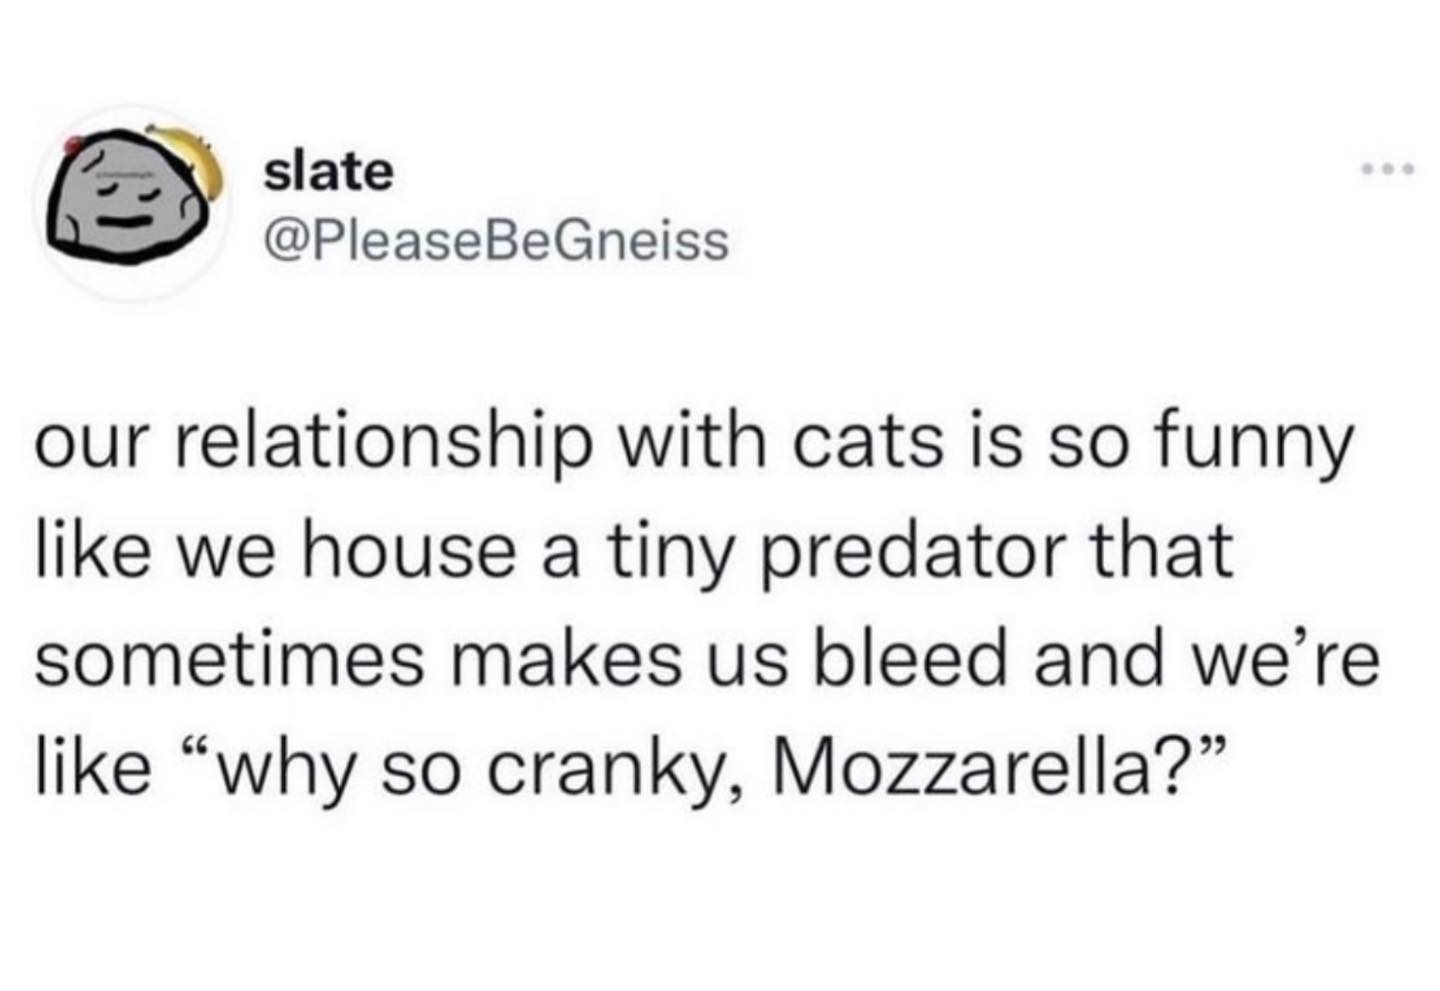 slate
@PleaseBeGneiss
our relationship with cats is so funny
like we house a tiny predator that
sometimes makes us bleed and we’re
like “why so cranky, Mozzarella?”